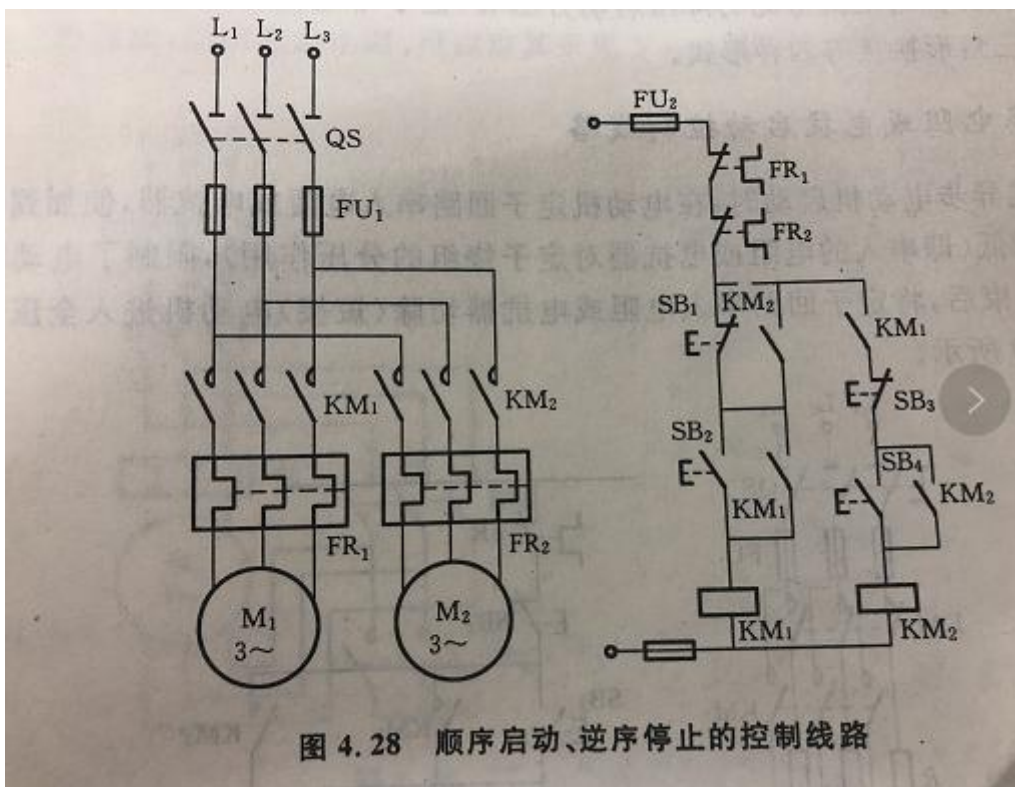 L₁ L₂ L₃
QS
FU₁
KM₁
KM₂
FR₁
FR₂
M₁
3~
M₂
3~
FU₂
FR₁
FR₂
SB₁
KM₂
KM₁
SB₃
SB₂
KM₁
SB₄
KM₂
KM₁
KM₂
图 4.28 顺序启动、逆序停止的控制线路